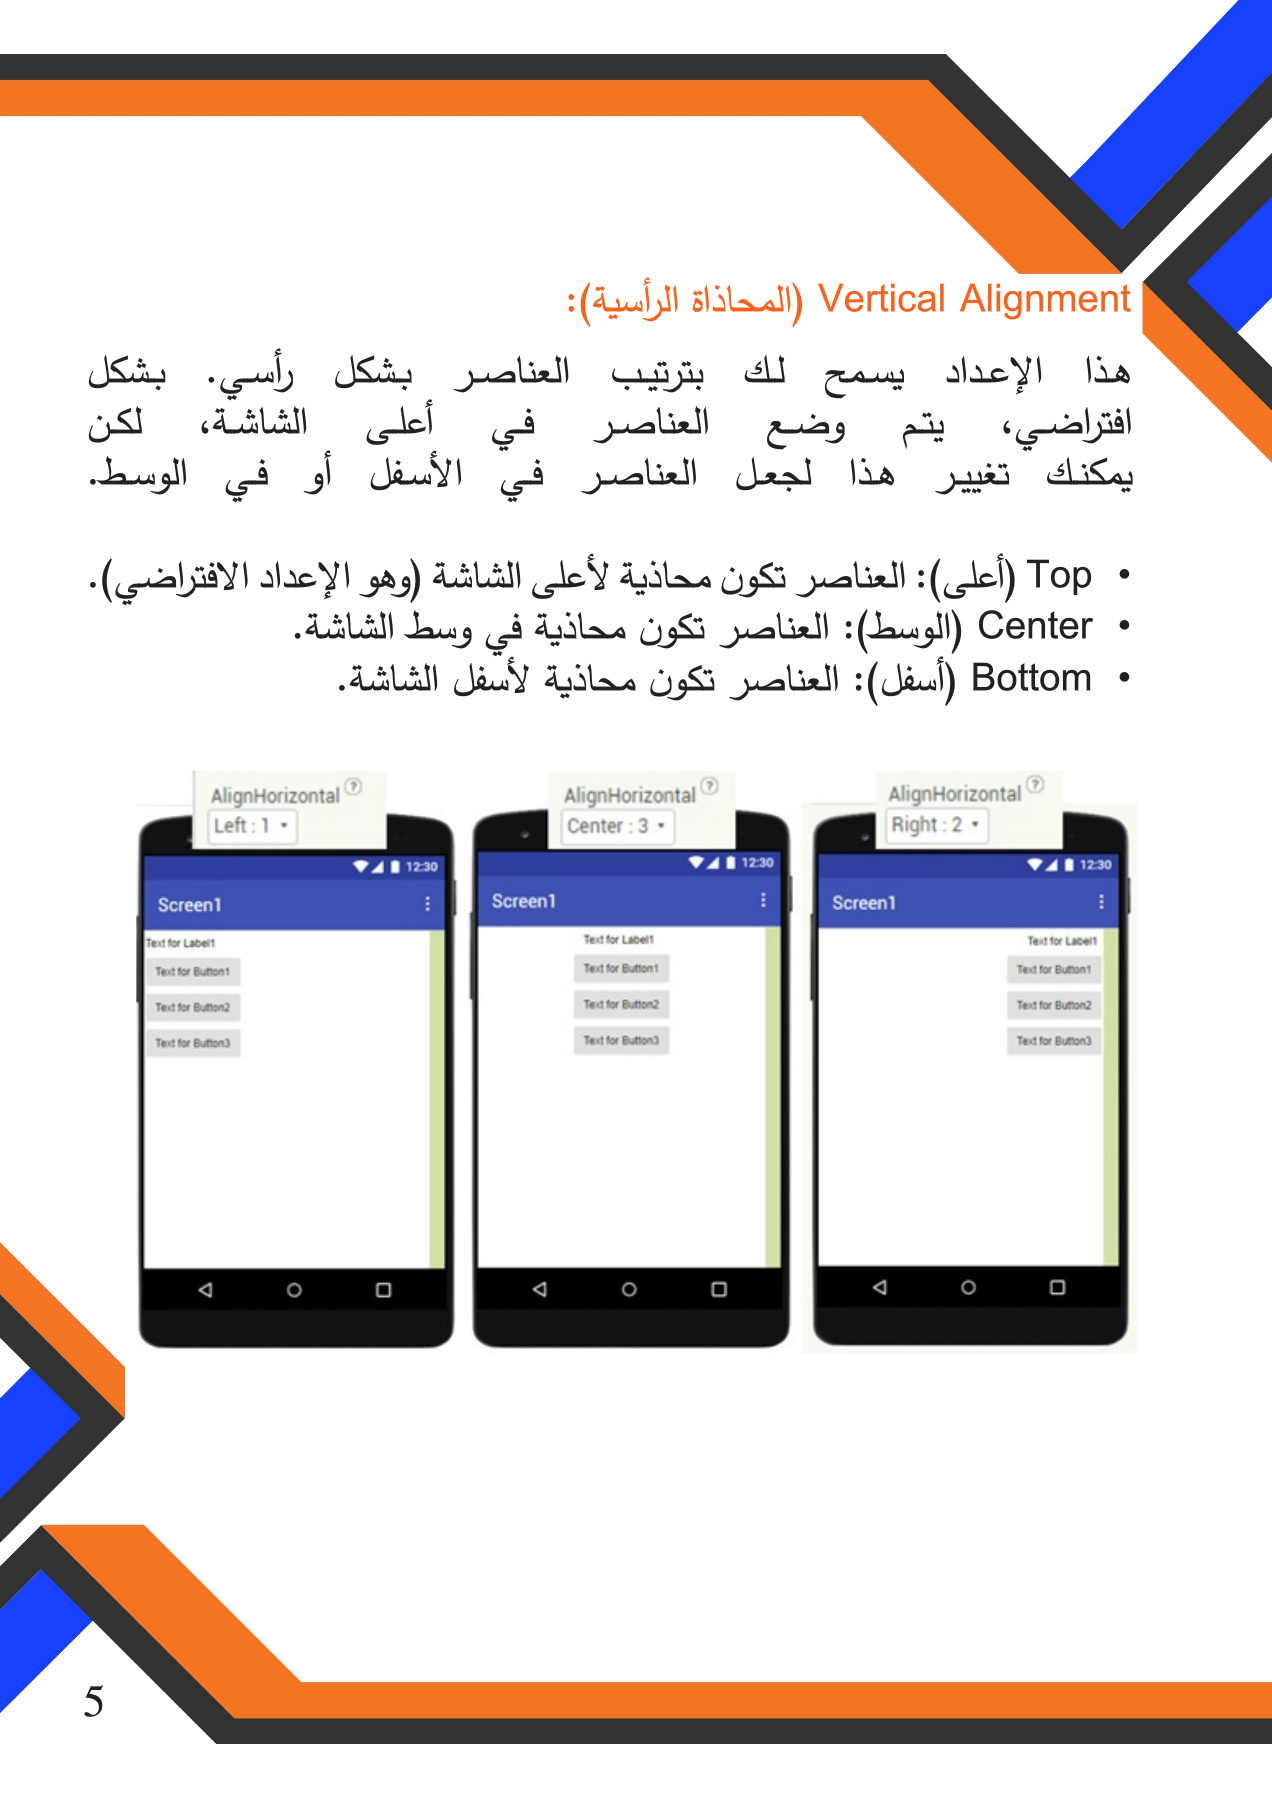 Vertical Alignment (المحاذاة الرأسية):
هذا الإعداد يسمح لك بترتيب العناصر بشكل رأسي. بشكل
افتراضي، يتم وضع العناصر في أعلى الشاشة، لكن
يمكنك تغيير هذا لجعل العناصر في الأسفل أو في الوسط.
• Top (أعلى): العناصر تكون محاذية لأعلى الشاشة (وهو الإعداد الافتراضي).
• Center (الوسط): العناصر تكون محاذية في وسط الشاشة.
• Bottom (أسفل): العناصر تكون محاذية لأسفل الشاشة.
AlignHorizontal ?
Left : 1
12:30
Screen1
Text for Label1
Text for Button1
Text for Button2
Text for Button3
AlignHorizontal ?
Center : 3
12:30
Screen1
Text for Label1
Text for Button1
Text for Button2
Text for Button3
AlignHorizontal ?
Right : 2
12:30
Screen1
Text for Label1
Text for Button1
Text for Button2
Text for Button3
5